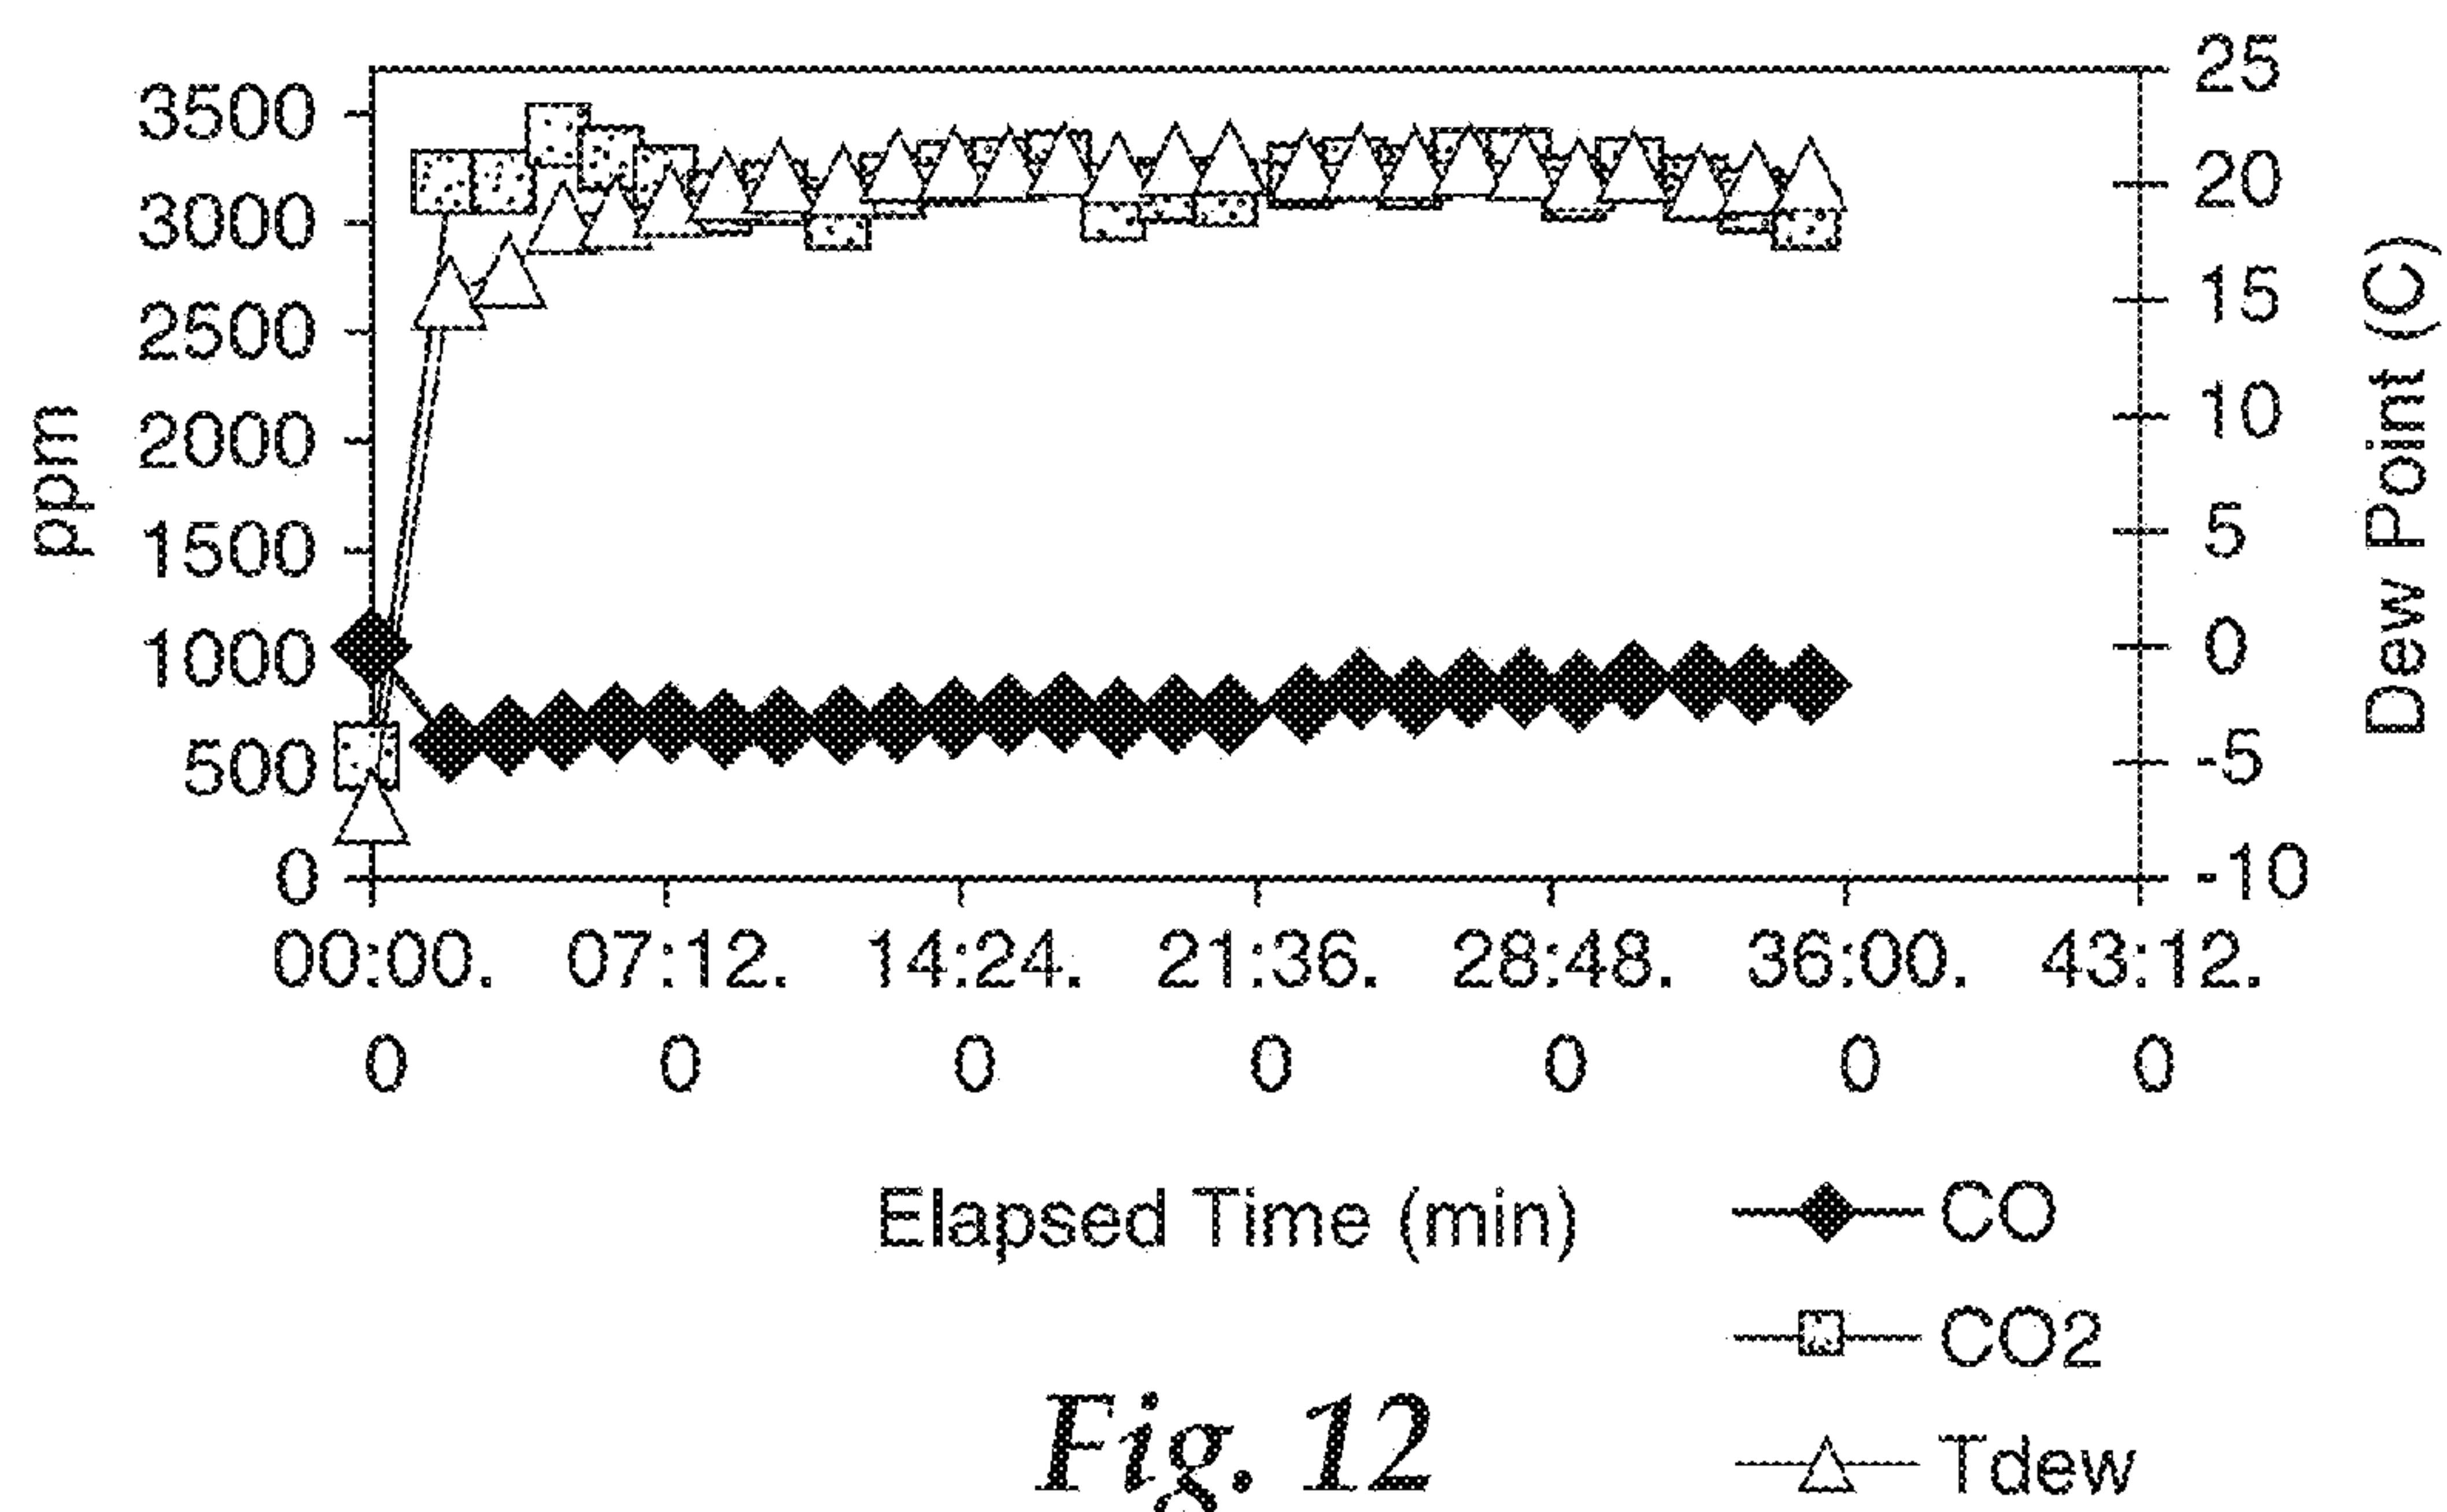 25
3500
20
3000
15
2500
10
2000
5
1500
0
1000
-5
500
-10
0
ppm
Dew Point (C)
00:00. 07:12. 14:24. 21:36. 28:48. 36:00. 43:12.
0 0 0 0 0 0 0
Elapsed Time (min)
CO
CO2
Tdew
Fig. 12